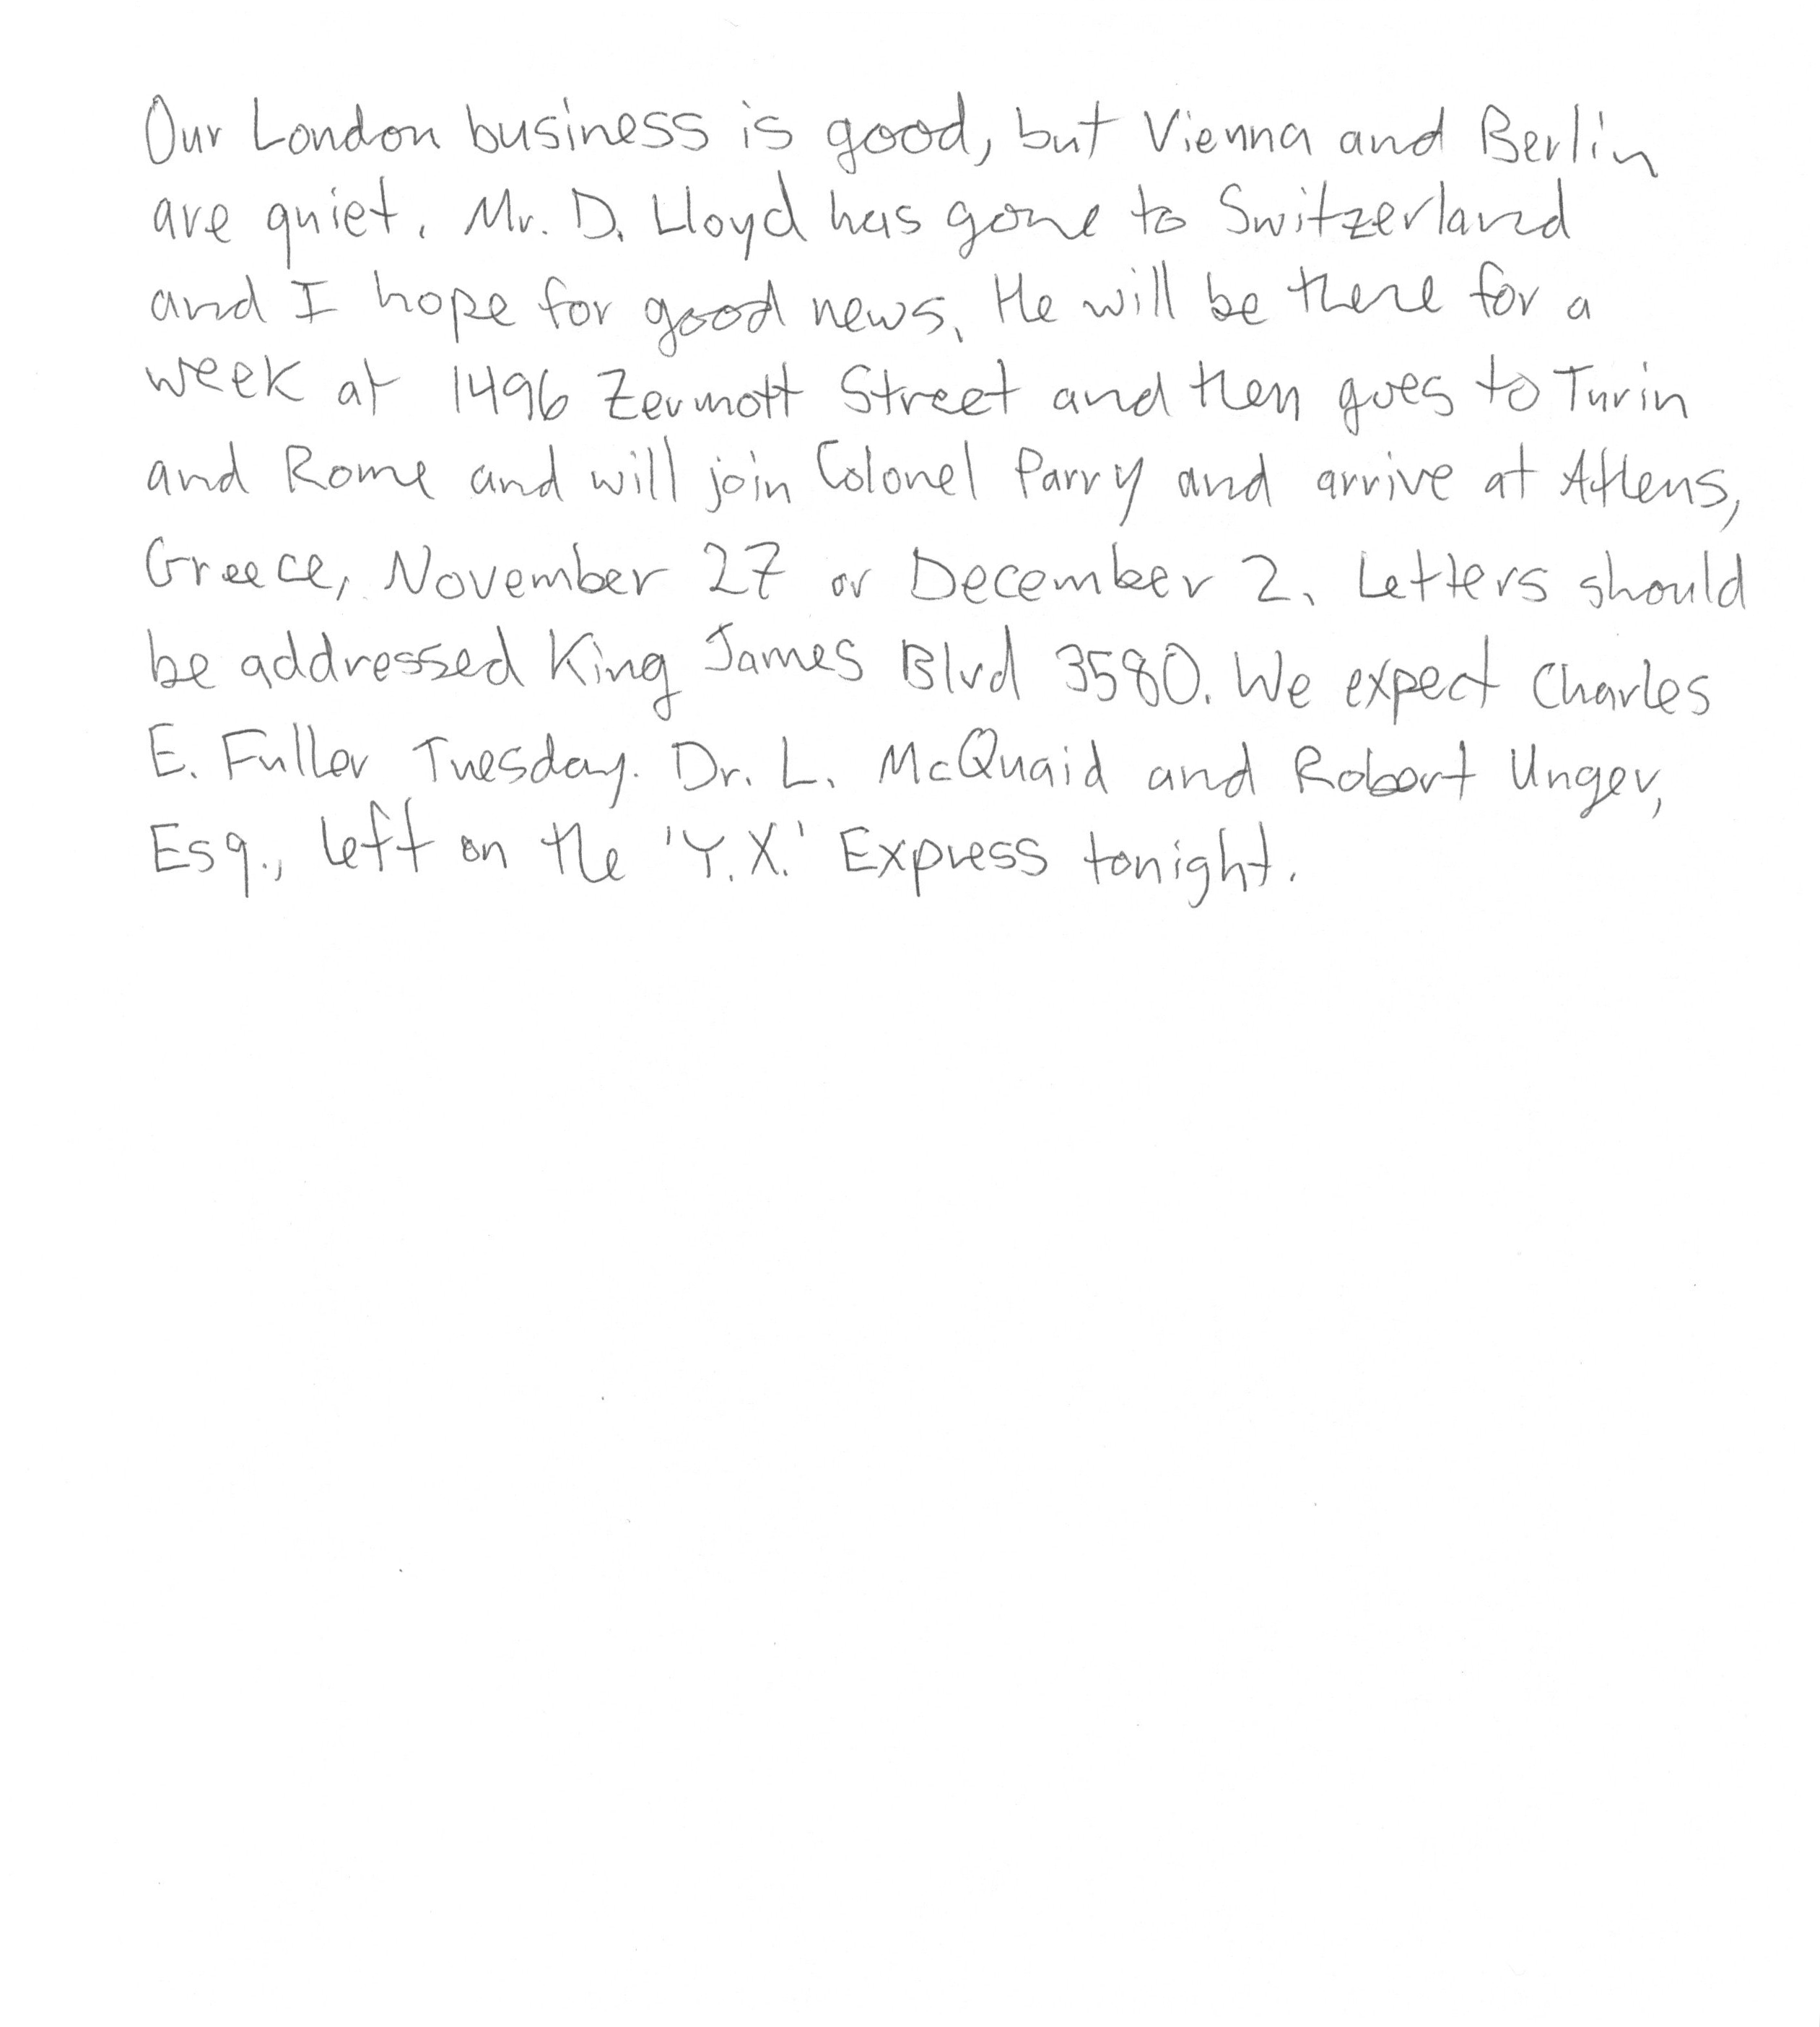 Our London business is good, but Vienna and Berlin
are quiet. Mr. D. Lloyd has gone to Switzerland
and I hope for good news. He will be there for a
week at 1496 Zermott Street and then goes to Turin
and Rome and will join Colonel Parry and arrive at Athens,
Greece, November 27 or December 2. Letters should
be addressed King James Blvd 3580. We expect Charles
E. Fuller Tuesday. Dr. L. McQuaid and Robert Unger,
Esq., left on the 'Y.X.' Express tonight.